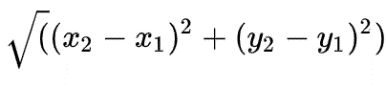 √((x₂ − x₁)² + (y₂ − y₁)²)